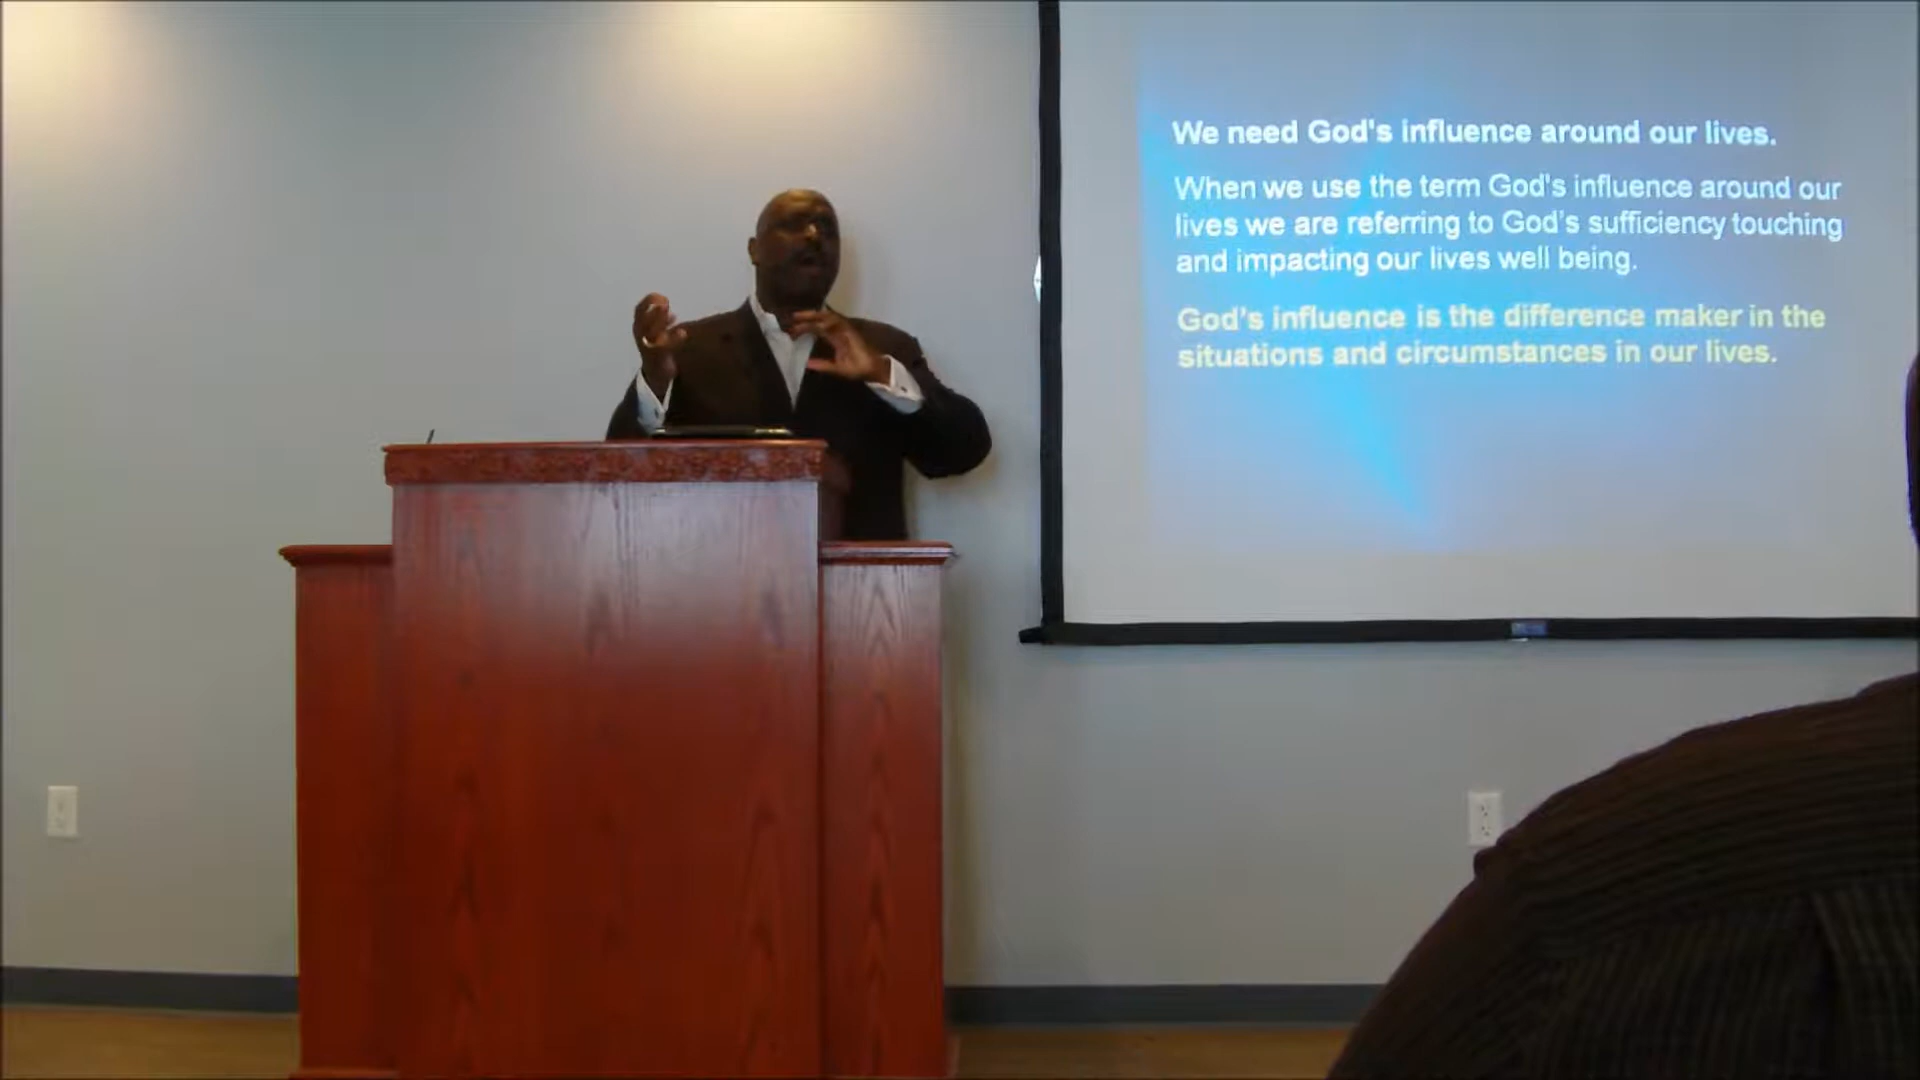 We need God's influence around our lives.
When we use the term God's influence around our
lives we are referring to God's sufficiency touching
and impacting our lives well being.
God's influence is the difference maker in the
situations and circumstances in our lives.